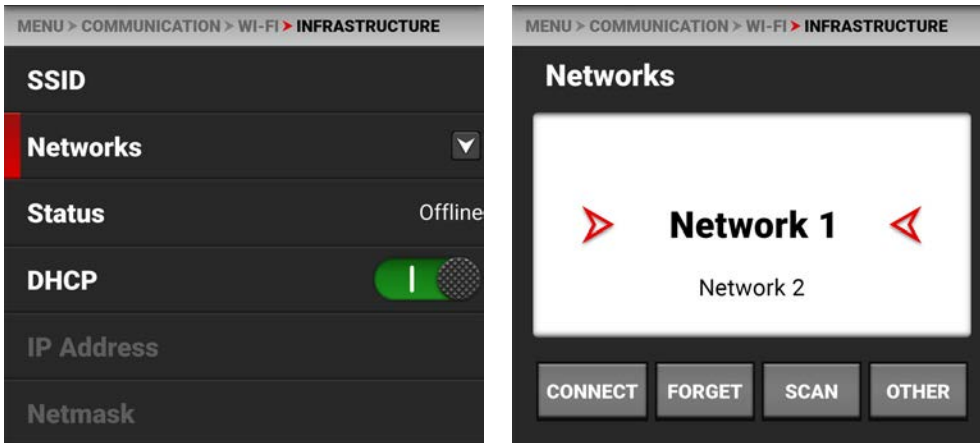 MENU > COMMUNICATION > WI-FI > INFRASTRUCTURE
SSID
Networks
Status Offline
DHCP
IP Address
Netmask
MENU > COMMUNICATION > WI-FI > INFRASTRUCTURE
Networks
Network 1
Network 2
CONNECT FORGET SCAN OTHER